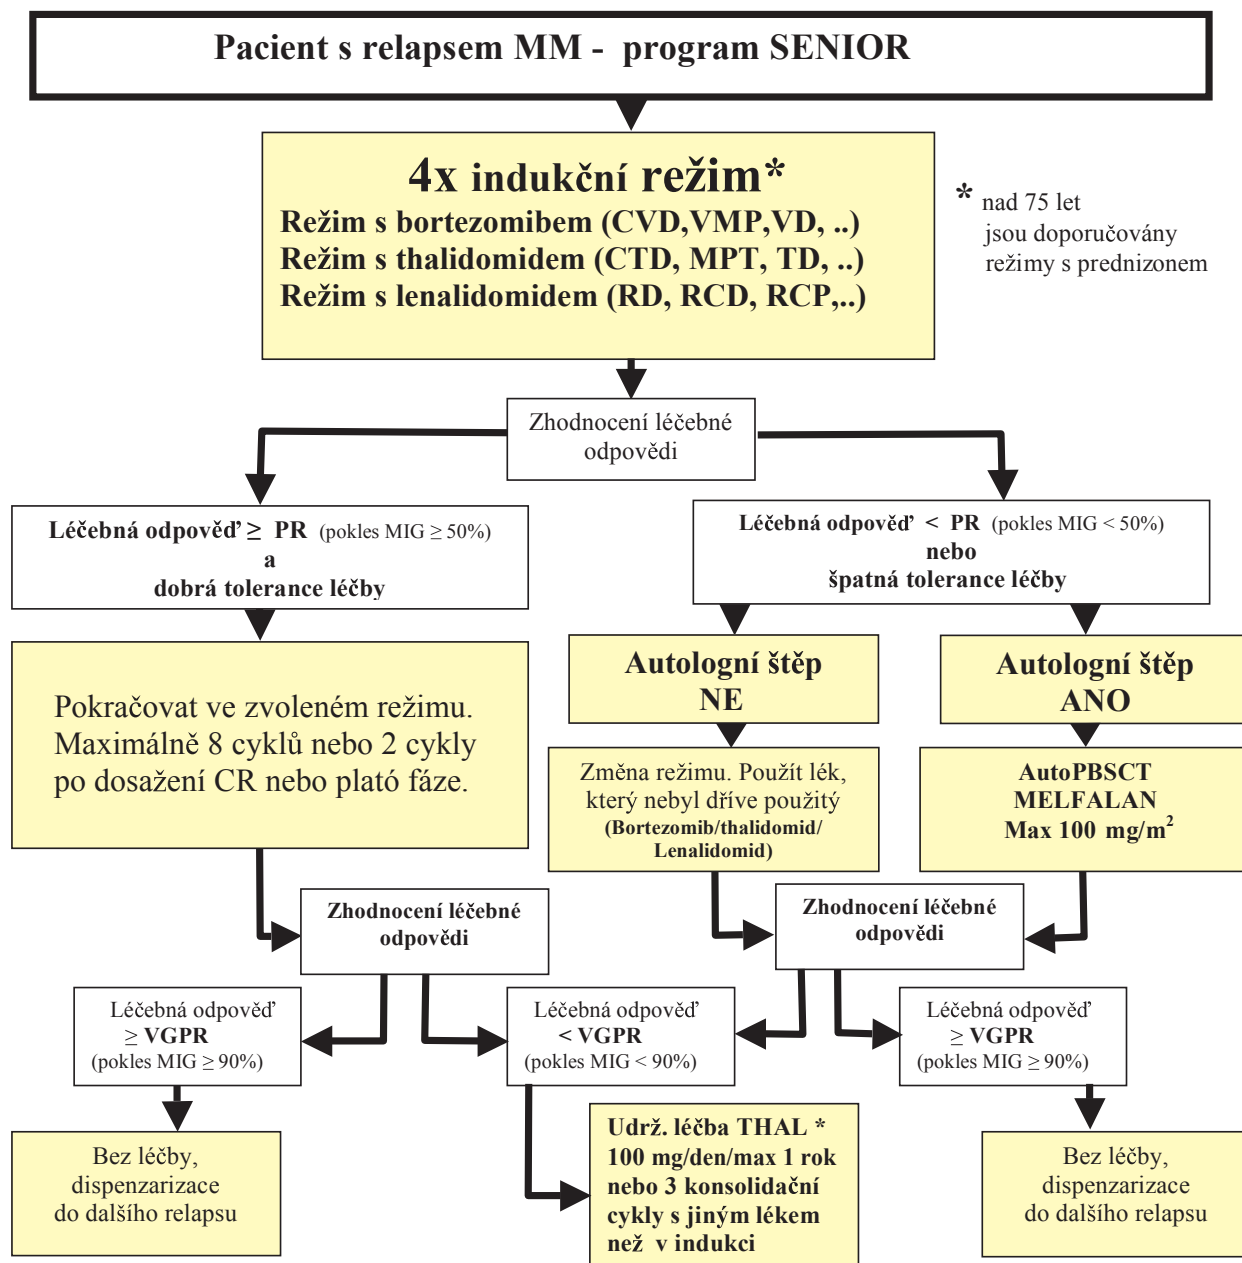 Pacient s relapsem MM - program SENIOR
4x indukční režim*
Režim s bortezomibem (CVD,VMP,VD, ..)
Režim s thalidomidem (CTD, MPT, TD, ..)
Režim s lenalidomidem (RD, RCD, RCP,..)
* nad 75 let
jsou doporučovány
režimy s prednizonem
Zhodnocení léčebné
odpovědi
Léčebná odpověď ≥ PR (pokles MIG ≥ 50%)
a
dobrá tolerance léčby
Léčebná odpověď < PR (pokles MIG < 50%)
nebo
špatná tolerance léčby
Pokračovat ve zvoleném režimu.
Maximálně 8 cyklů nebo 2 cykly
po dosažení CR nebo plató fáze.
Autologní štěp
NE
Autologní štěp
ANO
Změna režimu. Použít lék,
který nebyl dříve použitý
(Bortezomib/thalidomid/
Lenalidomid)
AutoPBSCT
MELFALAN
Max 100 mg/m²
Zhodnocení léčebné
odpovědi
Zhodnocení léčebné
odpovědi
Léčebná odpověď
≥ VGPR
(pokles MIG ≥ 90%)
Léčebná odpověď
< VGPR
(pokles MIG < 90%)
Léčebná odpověď
≥ VGPR
(pokles MIG ≥ 90%)
Bez léčby,
dispenzarizace
do dalšího relapsu
Udrž. léčba THAL *
100 mg/den/max 1 rok
nebo 3 konsolidační
cykly s jiným lékem
než v indukci
Bez léčby,
dispenzarizace
do dalšího relapsu